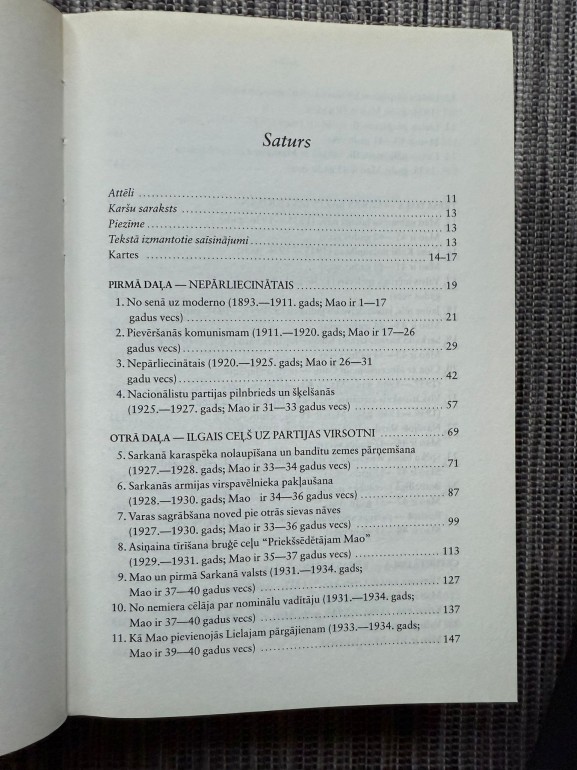 Saturs
Attēli 11
Karšu saraksts 13
Piezīme 13
Tekstā izmantotie saīsinājumi 13
Kartes 14–17
PIRMĀ DAĻA — NEPĀRLIECINĀTAIS 19
1. No senā uz moderno (1893.—1911. gads; Mao ir 1—17
gadus vecs) 21
2. Pievēršanās komunismam (1911.—1920. gads; Mao ir 17—26
gadus vecs) 29
3. Nepārliecinātais (1920.—1925. gads; Mao ir 26—31
gadu vecs) 42
4. Nacionālistu partijas pilnbrieds un šķelšanās
(1925.—1927. gads; Mao ir 31—33 gadus vecs) 57
OTRĀ DAĻA — ILGAIS CEĻŠ UZ PARTIJAS VIRSOTNI 69
5. Sarkanā karaspēka nolaupīšana un bandītu zemes pārņemšana
(1927.—1928. gads; Mao ir 33—34 gadus vecs) 71
6. Sarkanās armijas virspavēlnieka pakļaušana
(1928.—1930. gads; Mao ir 34—36 gadus vecs) 87
7. Varas sagrābšana noved pie otrās sievas nāves
(1927.—1930. gads; Mao ir 33—36 gadus vecs) 99
8. Asiņaina tīrīšana bruģē ceļu “Priekšsēdētājam Mao”
(1929.—1931. gads; Mao ir 35—37 gadus vecs) 113
9. Mao un pirmā Sarkanā valsts (1931.—1934. gads;
Mao ir 37—40 gadus vecs) 127
10. No nemiera cēlāja par nominālu vadītāju (1931.—1934. gads;
Mao ir 37—40 gadus vecs) 137
11. Kā Mao pievienojās Lielajam pārgājienam (1933.—1934. gads;
Mao ir 39—40 gadus vecs) 147